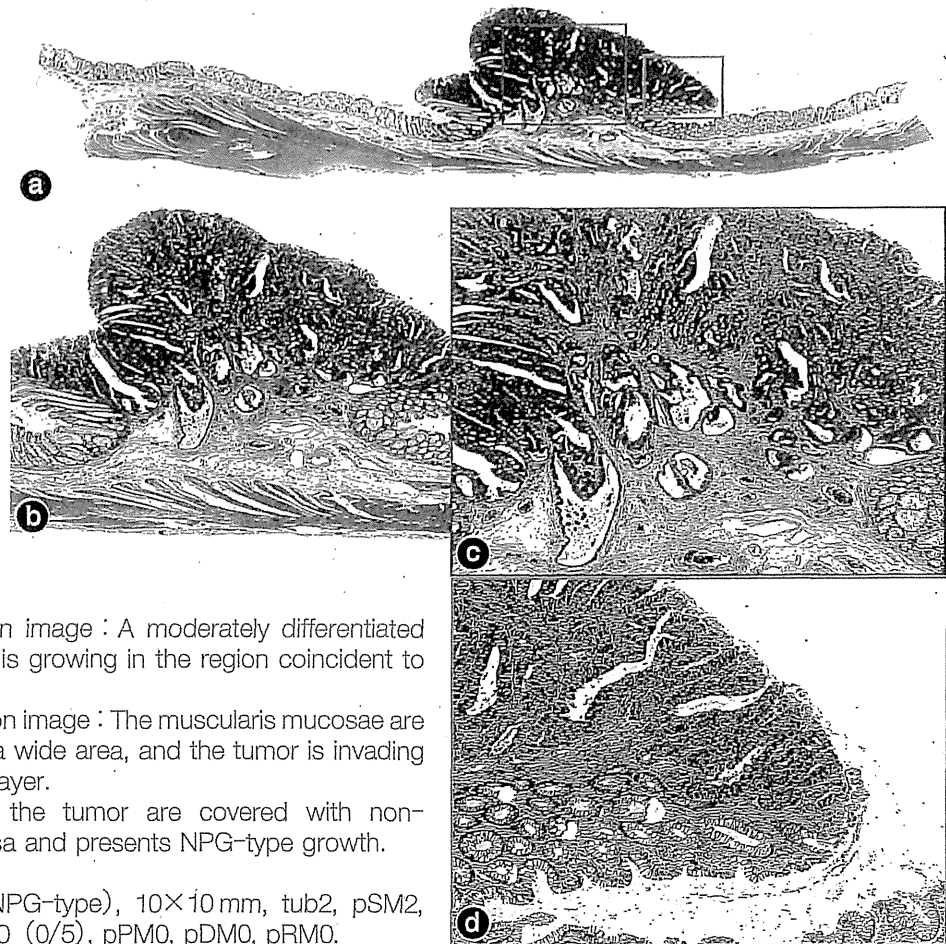 a
b
c
d
n image : A moderately differentiated
is growing in the region coincident to
on image : The muscularis mucosae are
a wide area, and the tumor is invading
ayer.
the tumor are covered with non-
sa and presents NPG-type growth.
NPG-type), 10×10 mm, tub2, pSM2,
0 (0/5), pPM0, pDM0, pRM0.